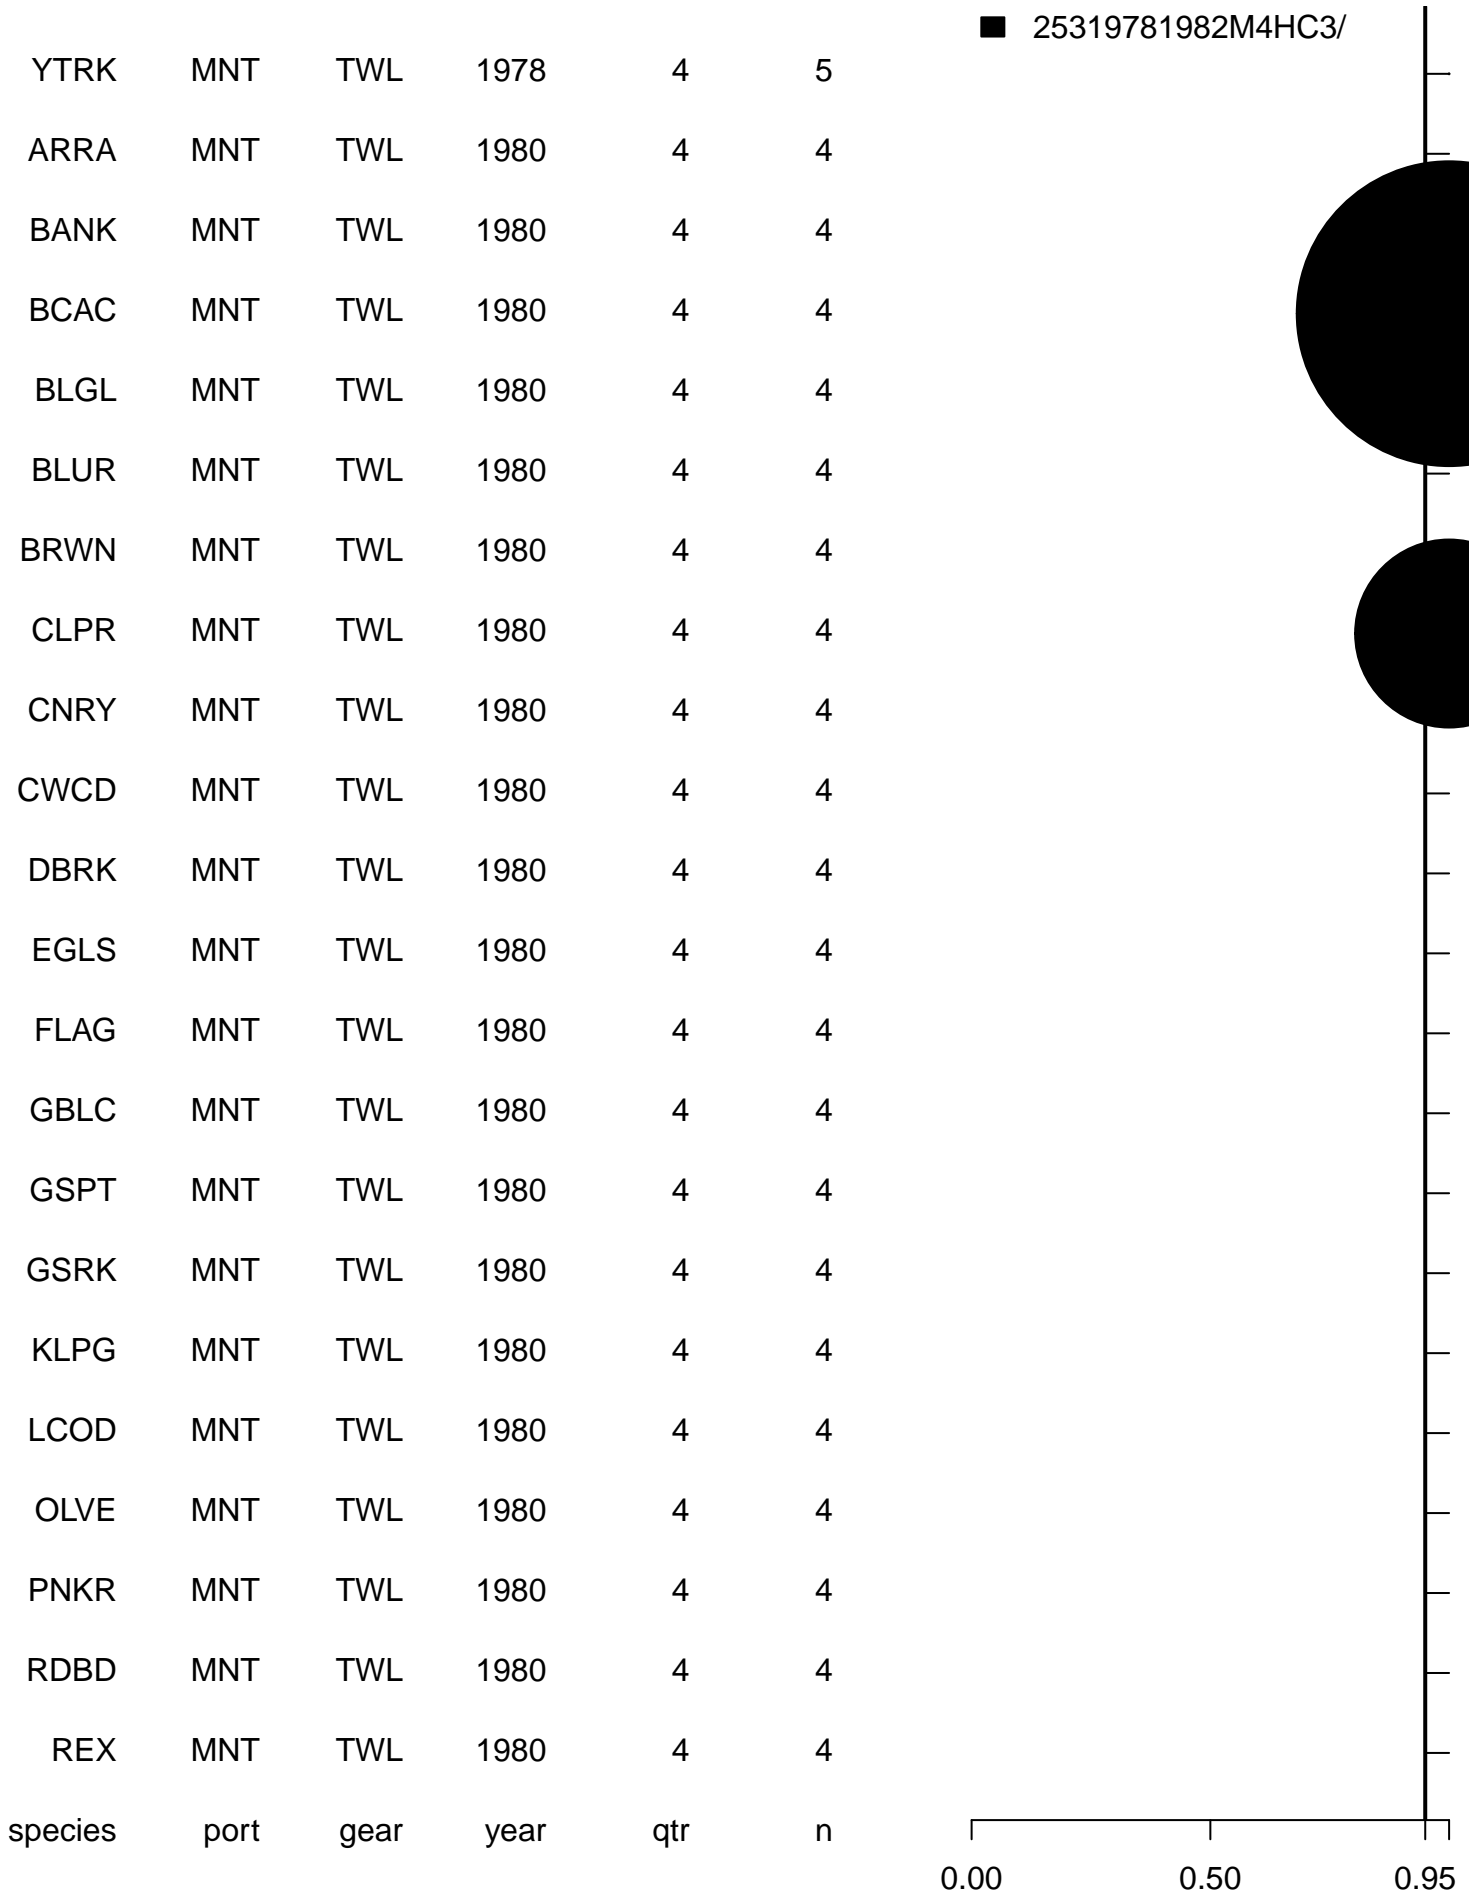 25319781982M4HC3/
YTRK MNT TWL 1978 4 5
ARRA MNT TWL 1980 4 4
BANK MNT TWL 1980 4 4
BCAC MNT TWL 1980 4 4
BLGL MNT TWL 1980 4 4
BLUR MNT TWL 1980 4 4
BRWN MNT TWL 1980 4 4
CLPR MNT TWL 1980 4 4
CNRY MNT TWL 1980 4 4
CWCD MNT TWL 1980 4 4
DBRK MNT TWL 1980 4 4
EGLS MNT TWL 1980 4 4
FLAG MNT TWL 1980 4 4
GBLC MNT TWL 1980 4 4
GSPT MNT TWL 1980 4 4
GSRK MNT TWL 1980 4 4
KLPG MNT TWL 1980 4 4
LCOD MNT TWL 1980 4 4
OLVE MNT TWL 1980 4 4
PNKR MNT TWL 1980 4 4
RDBD MNT TWL 1980 4 4
REX MNT TWL 1980 4 4
species port gear year qtr n
0.00 0.50 0.95